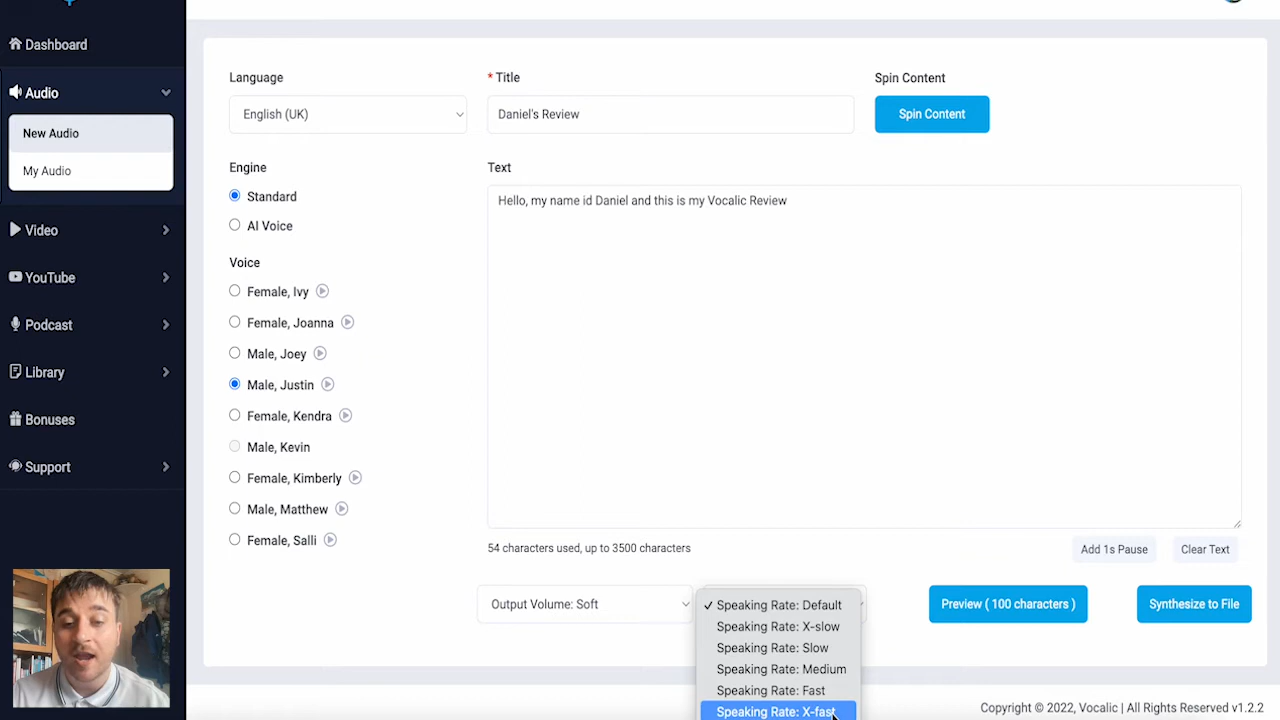 Dashboard
Audio
New Audio
My Audio
Video
YouTube
Podcast
Library
Bonuses
Support
Language
English (UK)
* Title
Daniel's Review
Spin Content
Spin Content
Engine
Standard
AI Voice
Voice
Female, Ivy
Female, Joanna
Male, Joey
Male, Justin
Female, Kendra
Male, Kevin
Female, Kimberly
Male, Matthew
Female, Salli
Text
Hello, my name id Daniel and this is my Vocalic Review
54 characters used, up to 3500 characters
Add 1s Pause
Clear Text
Output Volume: Soft
✓ Speaking Rate: Default
Speaking Rate: X-slow
Speaking Rate: Slow
Speaking Rate: Medium
Speaking Rate: Fast
Speaking Rate: X-fast
Preview ( 100 characters )
Synthesize to File
Copyright © 2022, Vocalic | All Rights Reserved v1.2.2